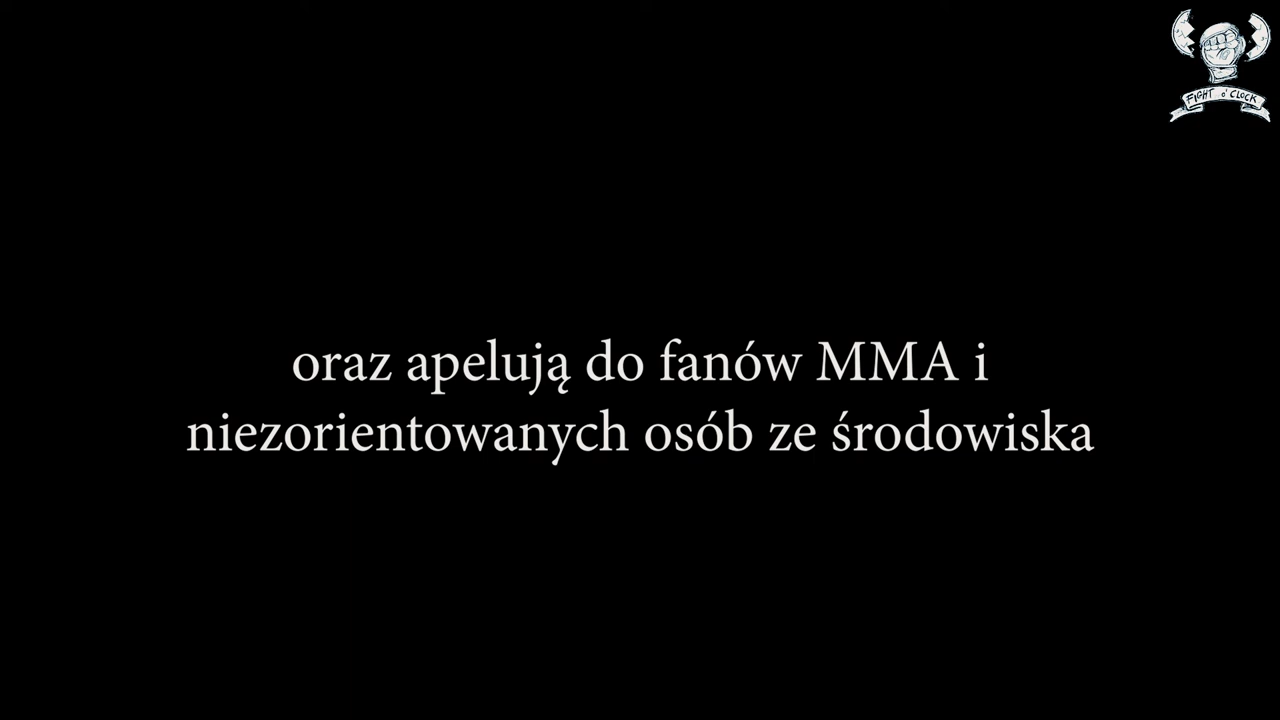 FIGHT o'CLOCK
oraz apelują do fanów MMA i
niezorientowanych osób ze środowiska